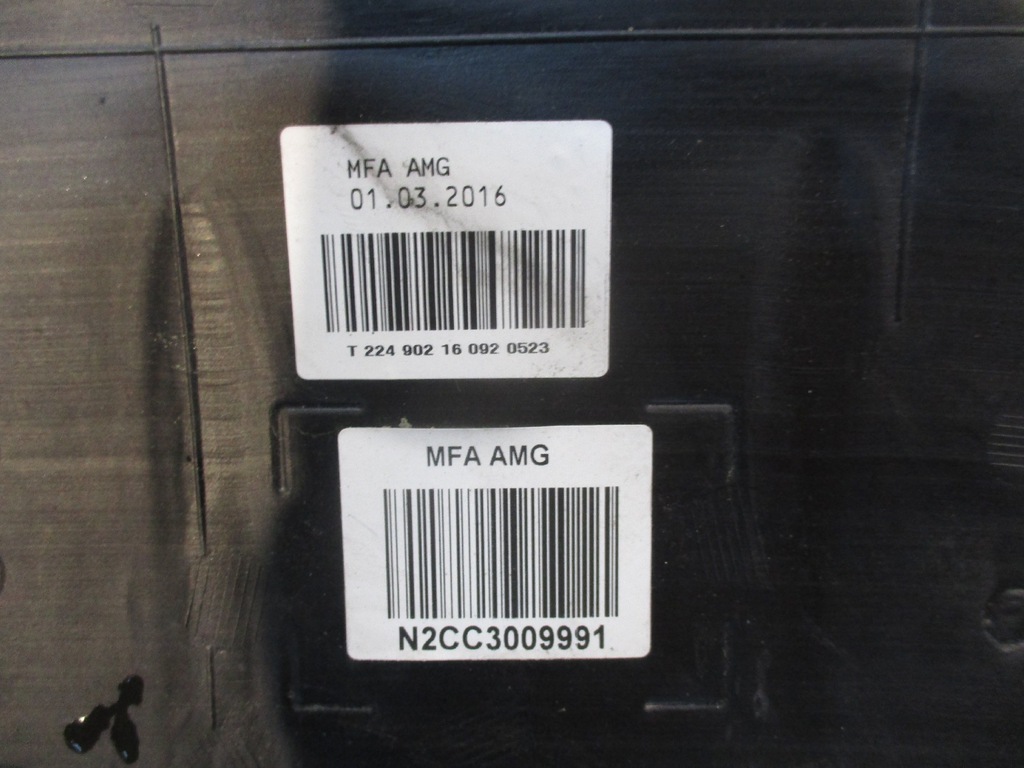 MFA AMG
01.03.2016
T 224 902 16 092 0523
MFA AMG
N2CC3009991